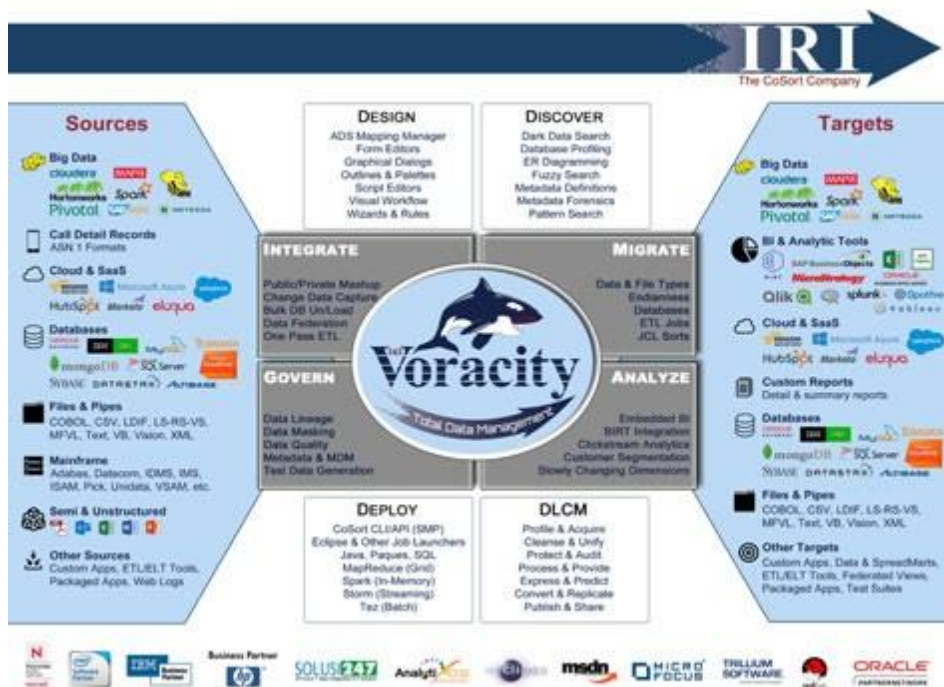 IRI
The CoSort Company
Sources
Big Data
cloudera MAPR
Hortonworks Spark
Pivotal
Call Detail Records
ASN.1 Formats
Cloud & SaaS
Microsoft Azure
HubSpot Marketo eloqua
Databases
IBM MySQL
mongoDB SQL Server
SYBASE DATASTAX ALTIBASE
Files & Pipes
COBOL, CSV, LDIF, LS-RS-VS,
MFVL, Text, VB, Vision, XML
Mainframe
Adabas, Datacom, IDMS, IMS,
ISAM, Pick, Unidata, VSAM, etc.
Semi & Unstructured
Other Sources
Custom Apps, ETL/ELT Tools,
Packaged Apps, Web Logs
DESIGN
ADS Mapping Manager
Form Editors
Graphical Dialogs
Outlines & Palettes
Script Editors
Visual Workflow
Wizards & Rules
DISCOVER
Dark Data Search
Database Profiling
ER Diagramming
Fuzzy Search
Metadata Definitions
Metadata Forensics
Pattern Search
INTEGRATE
Public/Private Mashup
Change Data Capture
Bulk DB Un/Load
Data Federation
One Pass ETL
MIGRATE
Data & File Types
Endianness
Databases
ETL Jobs
JCL Sorts
Voracity
Total Data Management
GOVERN
Data Lineage
Data Masking
Data Quality
Metadata & MDM
Test Data Generation
ANALYZE
Embedded BI
BIRT Integration
Clickstream Analytics
Customer Segmentation
Slowly Changing Dimensions
DEPLOY
CoSort CLI/API (SMP)
Eclipse & Other Job Launchers
Java, Paques, SQL
MapReduce (Grid)
Spark (In-Memory)
Storm (Streaming)
Tez (Batch)
DLCM
Profile & Acquire
Cleanse & Unify
Protect & Audit
Process & Provide
Express & Predict
Convert & Replicate
Publish & Share
Targets
Big Data
cloudera MAPR
Hortonworks Spark
Pivotal
BI & Analytic Tools
SAP BusinessObjects
MicroStrategy
Qlik splunk> Spotfire
Cloud & SaaS
Microsoft Azure
HubSpot Marketo eloqua
Custom Reports
Detail & summary reports
Databases
IBM MySQL
mongoDB SQL Server
SYBASE DATASTAX ALTIBASE
Files & Pipes
COBOL, CSV, LDIF, LS-RS-VS,
MFVL, Text, VB, Vision, XML
Other Targets
Custom Apps, Data & SpreadMarts,
ETL/ELT Tools, Federated Views,
Packaged Apps, Test Suites
IBM Business Partner
Business Partner
hp
msdn
MICRO FOCUS
TRILLIUM SOFTWARE
ORACLE
PARTNERNETWORK